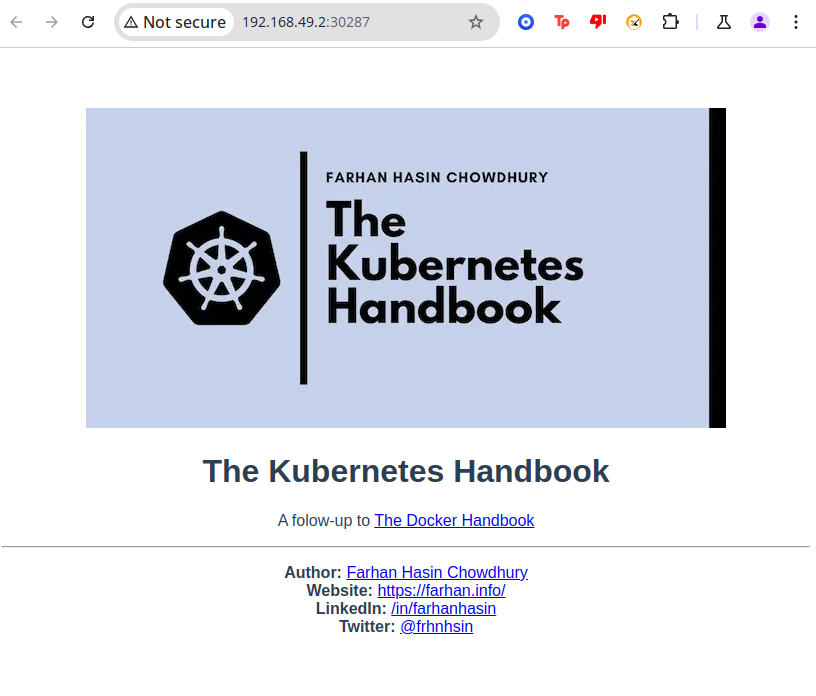 Not secure 192.168.49.2:30287
Tp
FARHAN HASIN CHOWDHURY
The
Kubernetes
Handbook
The Kubernetes Handbook
A folow-up to The Docker Handbook
Author: Farhan Hasin Chowdhury
Website: https://farhan.info/
LinkedIn: /in/farhanhasin
Twitter: @frhnhsin